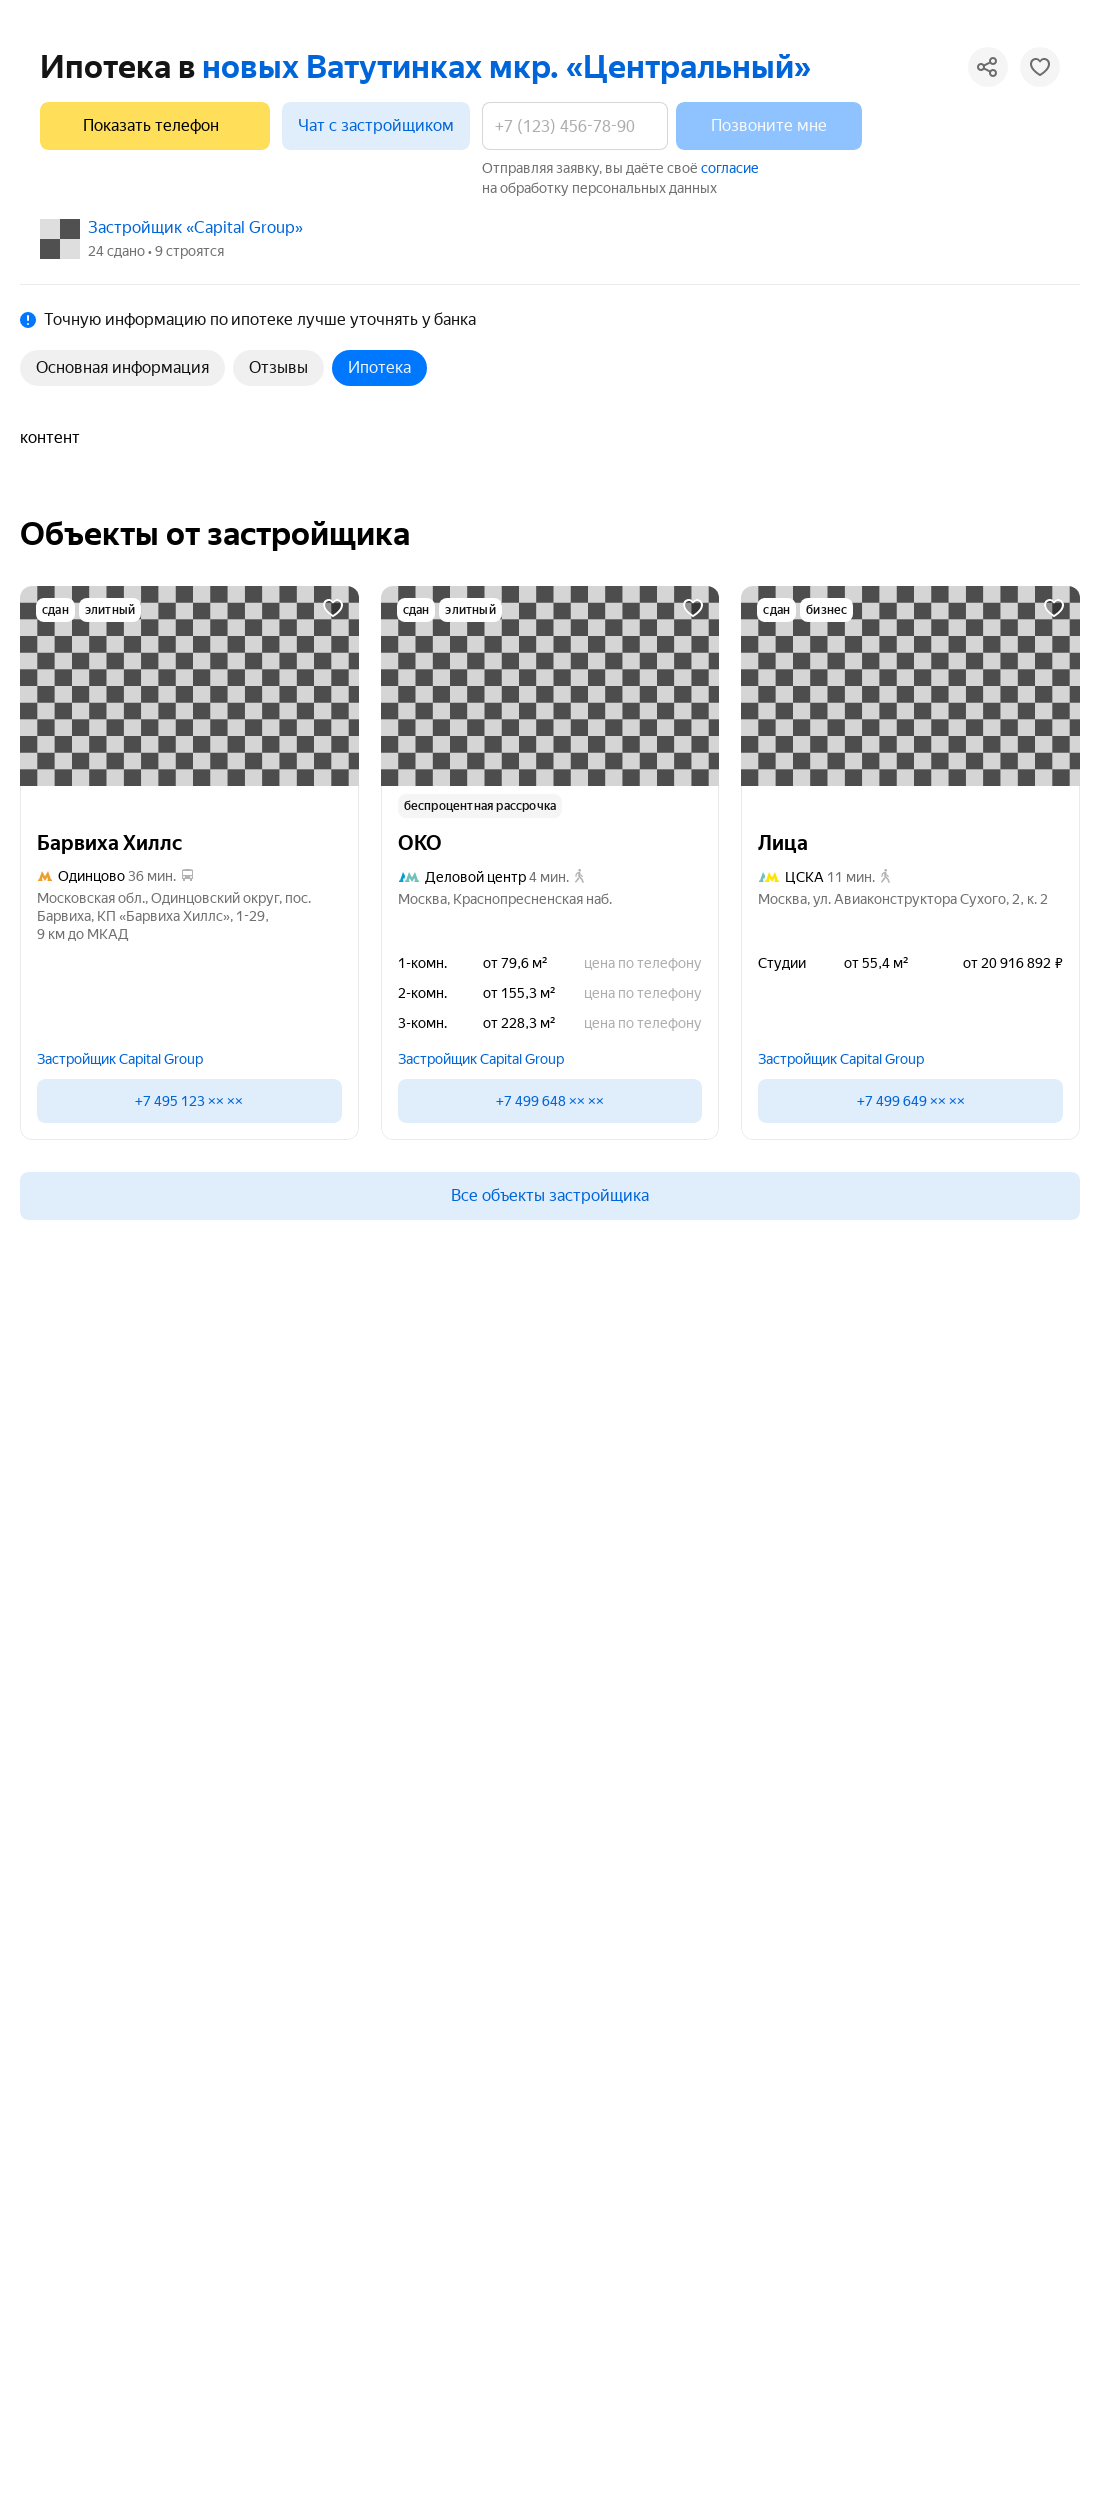 Ипотека в новых Ватутинках мкр. «Центральный»
Показать телефон
Чат с застройщиком
+7 (123) 456-78-90
Позвоните мне
Отправляя заявку, вы даёте своё согласие
на обработку персональных данных
Застройщик «Capital Group»
24 сдано • 9 строятся
Точную информацию по ипотеке лучше уточнять у банка
Основная информация
Отзывы
Ипотека
контент
Объекты от застройщика
сдан
элитный
Барвиха Хиллс
Одинцово 36 мин.
Московская обл., Одинцовский округ, пос.
Барвиха, КП «Барвиха Хиллс», 1-29,
9 км до МКАД
Застройщик Capital Group
+7 495 123 ×× ××
сдан
элитный
беспроцентная рассрочка
ОКО
Деловой центр 4 мин.
Москва, Краснопресненская наб.
1-комн. от 79,6 м² цена по телефону
2-комн. от 155,3 м² цена по телефону
3-комн. от 228,3 м² цена по телефону
Застройщик Capital Group
+7 499 648 ×× ××
сдан
бизнес
Лица
ЦСКА 11 мин.
Москва, ул. Авиаконструктора Сухого, 2, к. 2
Студии от 55,4 м² от 20 916 892 ₽
Застройщик Capital Group
+7 499 649 ×× ××
Все объекты застройщика